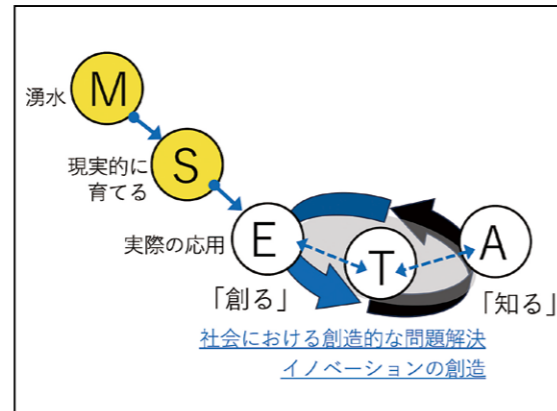 M
湧水
S
現実的に
育てる
E
実際の応用
T
A
「創る」
「知る」
社会における創造的な問題解決
イノベーションの創造